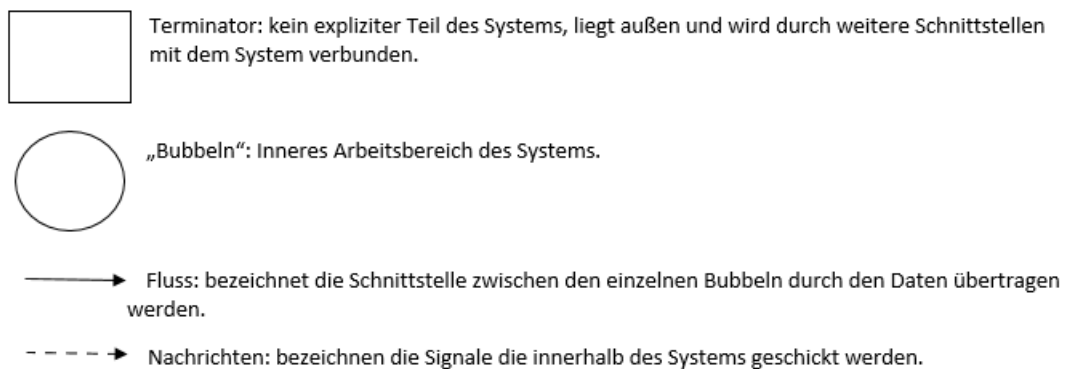 Terminator: kein expliziter Teil des Systems, liegt außen und wird durch weitere Schnittstellen
mit dem System verbunden.
„Bubbeln“: Inneres Arbeitsbereich des Systems.
Fluss: bezeichnet die Schnittstelle zwischen den einzelnen Bubbeln durch den Daten übertragen
werden.
Nachrichten: bezeichnen die Signale die innerhalb des Systems geschickt werden.